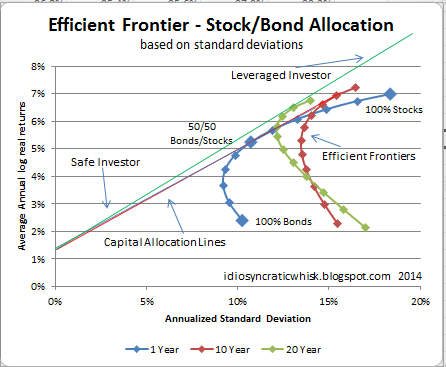 Efficient Frontier - Stock/Bond Allocation
based on standard deviations
Leveraged Investor
8%
7%
6%
5%
4%
3%
2%
1%
0%
Average Annual log real returns
100% Stocks
50/50
Bonds/Stocks
Efficient Frontiers
Safe Investor
100% Bonds
Capital Allocation Lines
idiosyncraticwhisk.blogspot.com 2014
0%
5%
10%
15%
20%
Annualized Standard Deviation
1 Year
10 Year
20 Year